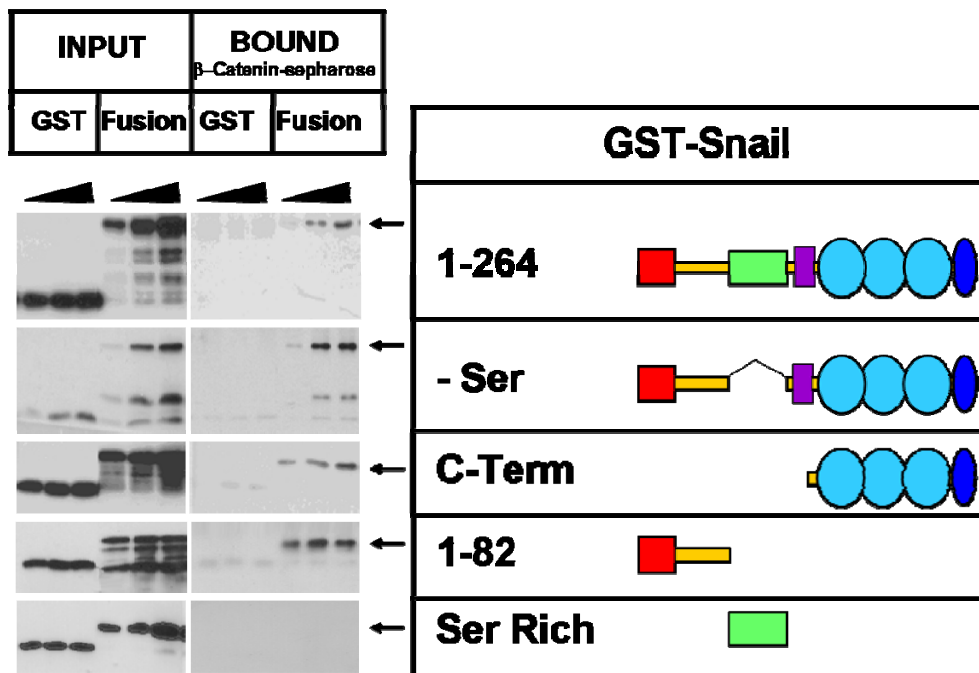 INPUT
BOUND
β-Catenin-sepharose
GST Fusion GST Fusion
GST-Snail
1-264
- Ser
C-Term
1-82
Ser Rich